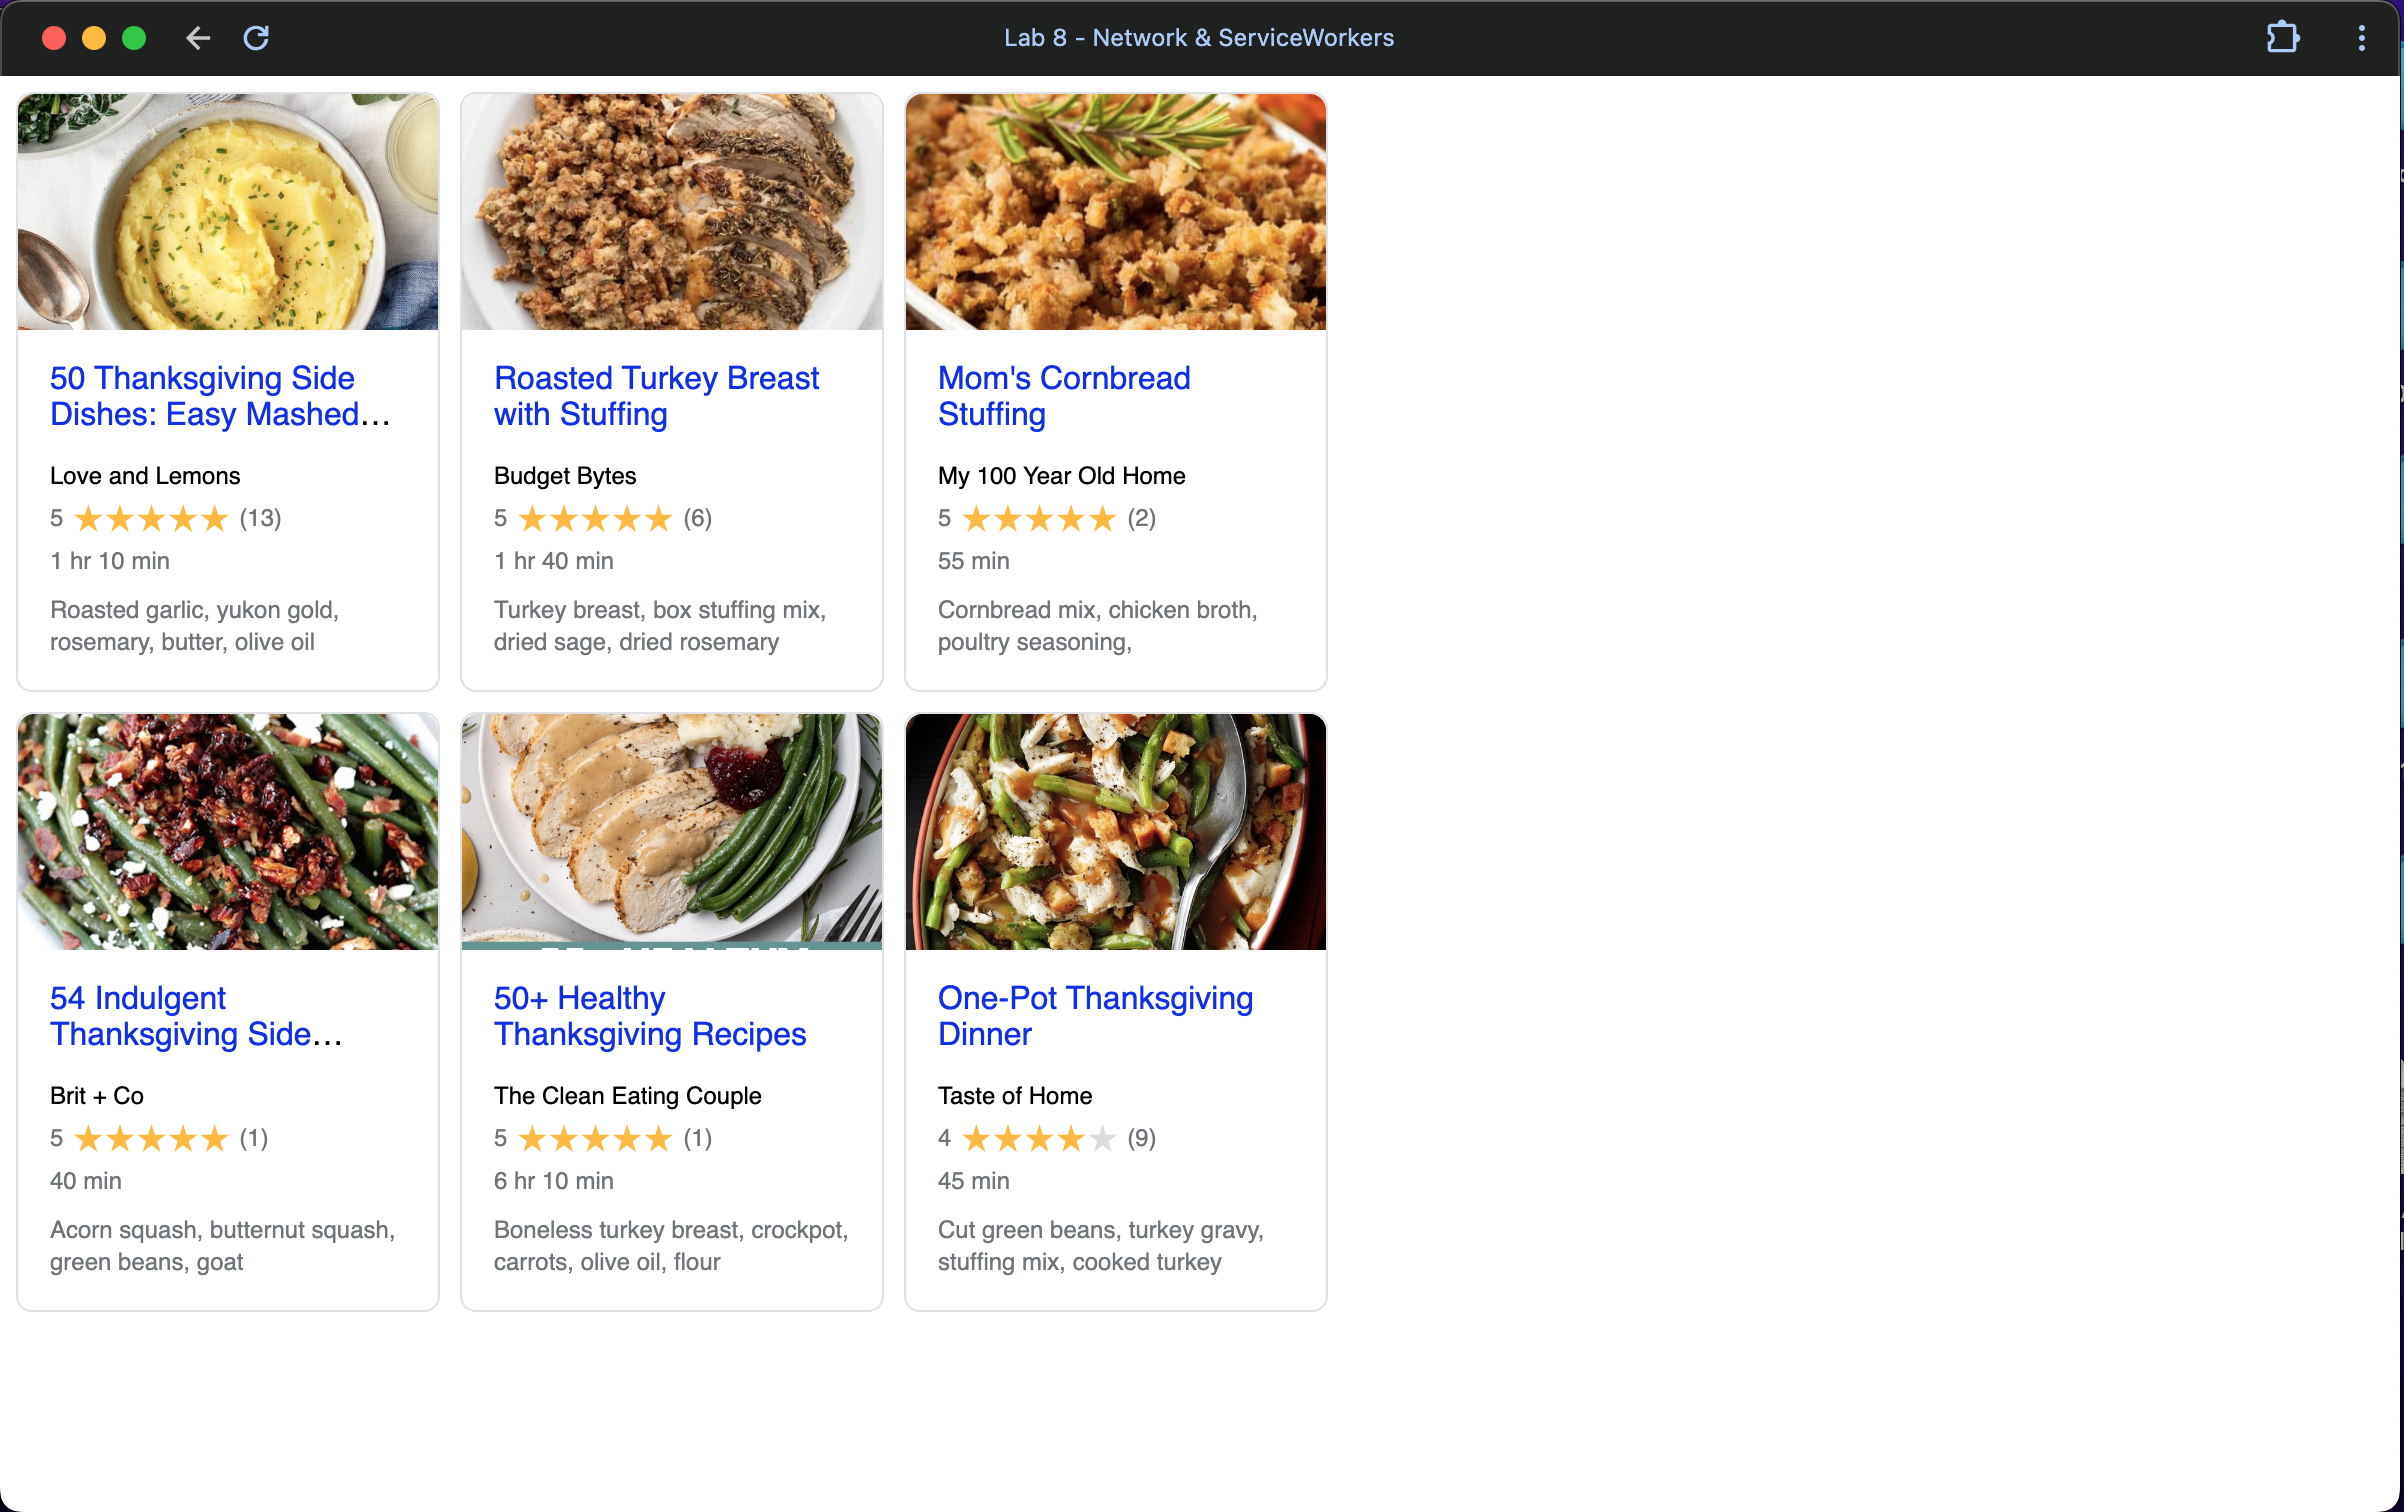 Lab 8 - Network & ServiceWorkers
50 Thanksgiving Side
Dishes: Easy Mashed...
Love and Lemons
5 ★★★★★ (13)
1 hr 10 min
Roasted garlic, yukon gold,
rosemary, butter, olive oil
Roasted Turkey Breast
with Stuffing
Budget Bytes
5 ★★★★★ (6)
1 hr 40 min
Turkey breast, box stuffing mix,
dried sage, dried rosemary
Mom's Cornbread
Stuffing
My 100 Year Old Home
5 ★★★★★ (2)
55 min
Cornbread mix, chicken broth,
poultry seasoning,
54 Indulgent
Thanksgiving Side...
Brit + Co
5 ★★★★★ (1)
40 min
Acorn squash, butternut squash,
green beans, goat
50+ Healthy
Thanksgiving Recipes
The Clean Eating Couple
5 ★★★★★ (1)
6 hr 10 min
Boneless turkey breast, crockpot,
carrots, olive oil, flour
One-Pot Thanksgiving
Dinner
Taste of Home
4 ★★★★★ (9)
45 min
Cut green beans, turkey gravy,
stuffing mix, cooked turkey